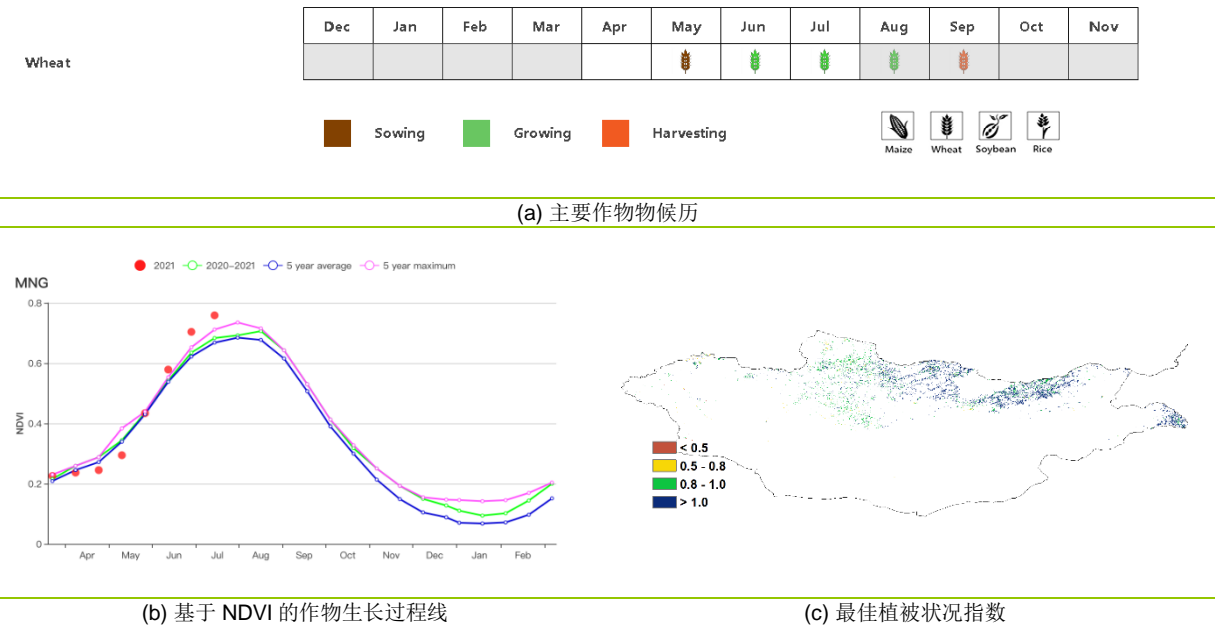 Dec Jan Feb Mar Apr May Jun Jul Aug Sep Oct Nov
Wheat
Sowing Growing Harvesting
Maize Wheat Soybean Rice
(a) 主要作物物候历
2021 2020-2021 5 year average 5 year maximum
MNG
0.8
0.6
0.4
0.2
0
NDVI
Apr May Jun Jul Aug Sep Oct Nov Dec Jan Feb
< 0.5
0.5 - 0.8
0.8 - 1.0
> 1.0
(b) 基于 NDVI 的作物生长过程线
(c) 最佳植被状况指数